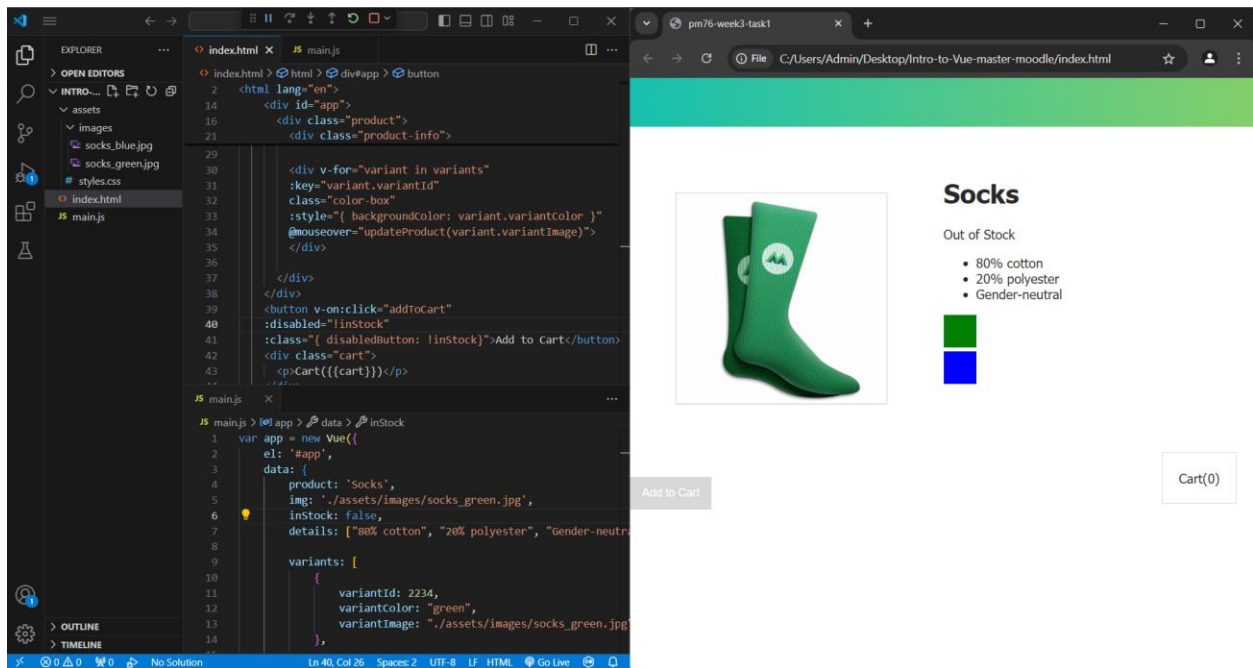 EXPLORER
OPEN EDITORS
INTRO-...
assets
images
socks_blue.jpg
socks_green.jpg
# styles.css
<> index.html
JS main.js
OUTLINE
TIMELINE
<> index.html
JS main.js
<> index.html > html > div#app > button
2 <html lang="en">
14 <div id="app">
16 <div class="product">
21 <div class="product-info">
29
30 <div v-for="variant in variants"
31 :key="variant.variantId"
32 class="color-box"
33 :style="{ backgroundColor: variant.variantColor }"
34 @mouseover="updateProduct(variant.variantImage)">
35 </div>
36
37 </div>
38 </div>
39 <button v-on:click="addToCart"
40 :disabled="!inStock"
41 :class="{ disabledButton: !inStock}">Add to Cart</button>
42 <div class="cart">
43 <p>Cart({{cart}})</p>
JS main.js
JS main.js > app > data > inStock
1 var app = new Vue({
2 el: '#app',
3 data: {
4 product: 'Socks',
5 img: './assets/images/socks_green.jpg',
6 inStock: false,
7 details: ["80% cotton", "20% polyester", "Gender-neutra
8
9 variants: [
10 {
11 variantId: 2234,
12 variantColor: "green",
13 variantImage: "./assets/images/socks_green.jpg"
14 },
0 0 0 No Solution Ln 40, Col 26 Spaces: 2 UTF-8 LF HTML Go Live
pm76-week3-task1
File C:/Users/Admin/Desktop/Intro-to-Vue-master-moodle/index.html
Socks
Out of Stock
• 80% cotton
• 20% polyester
• Gender-neutral
Cart(0)
Add to Cart